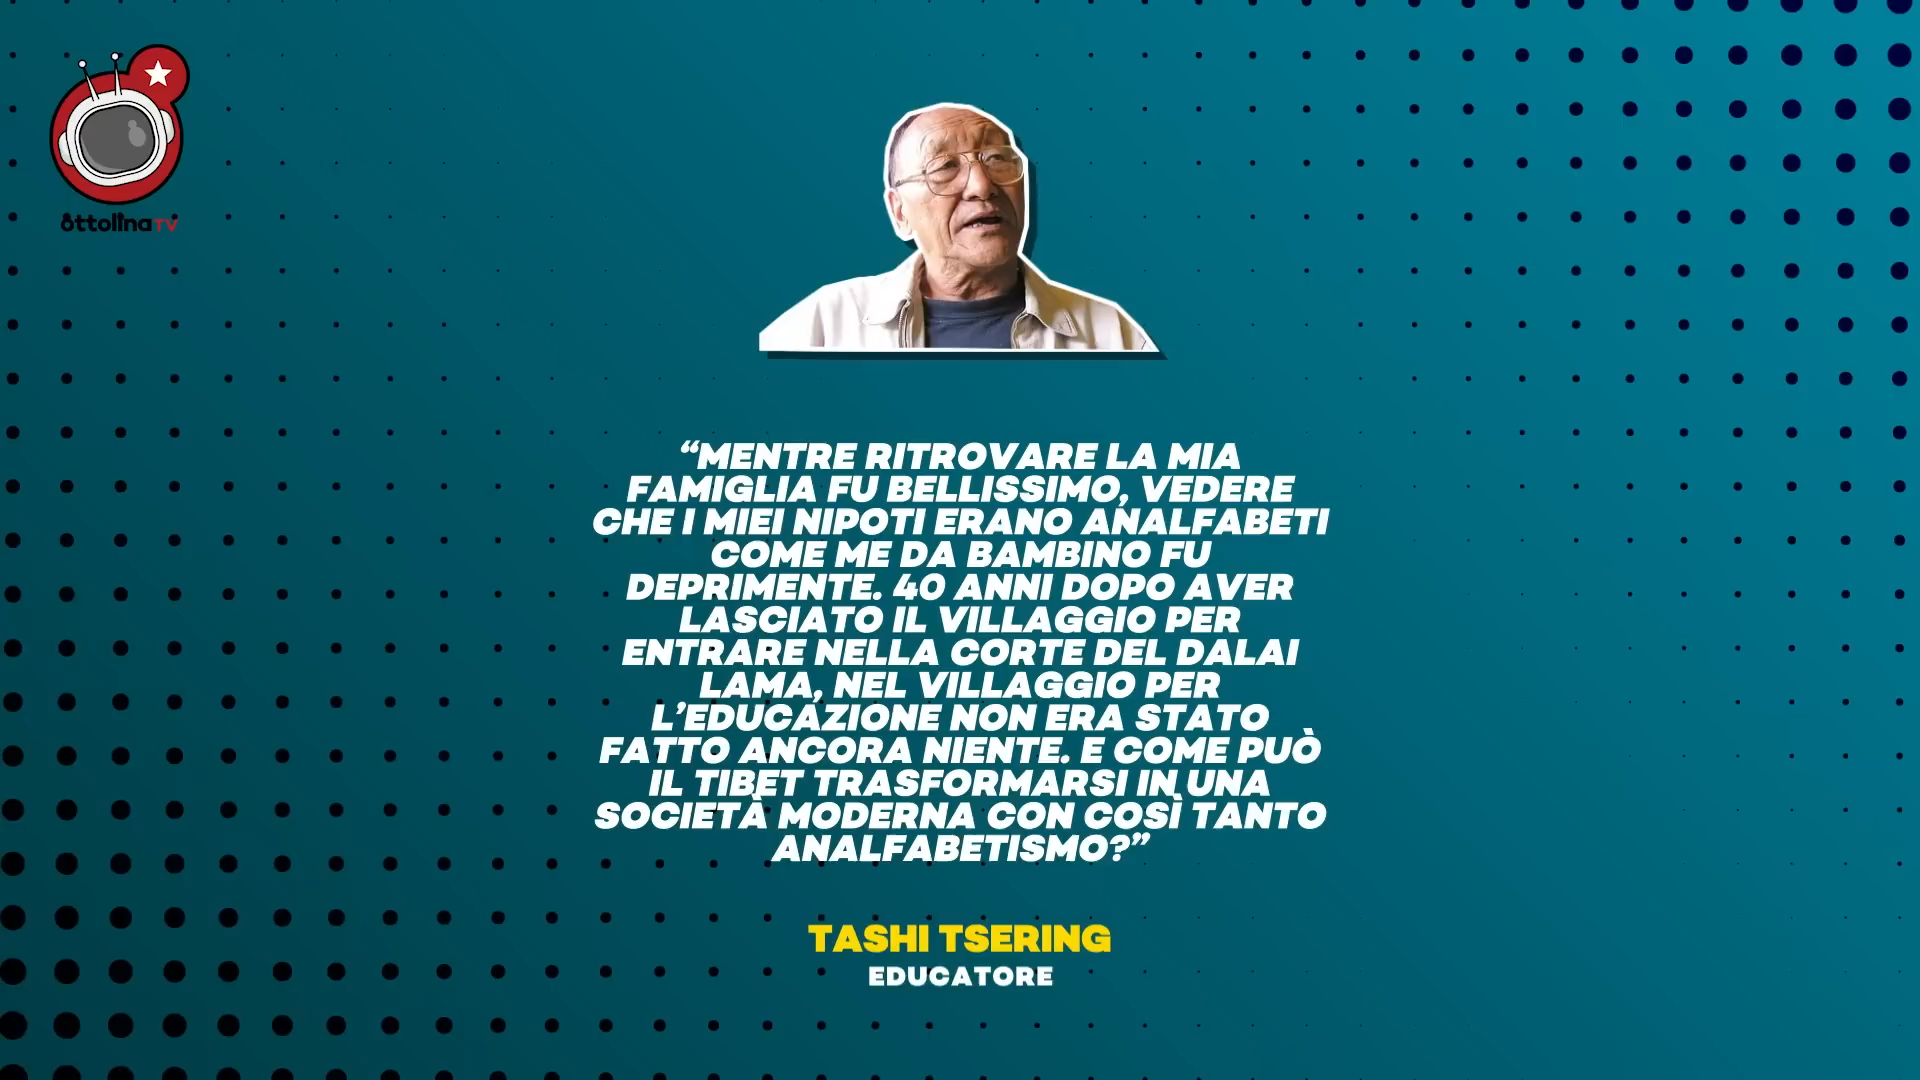 ottolinaTV
“MENTRE RITROVARE LA MIA
FAMIGLIA FU BELLISSIMO, VEDERE
CHE I MIEI NIPOTI ERANO ANALFABETI
COME ME DA BAMBINO FU
DEPRIMENTE. 40 ANNI DOPO AVER
LASCIATO IL VILLAGGIO PER
ENTRARE NELLA CORTE DEL DALAI
LAMA, NEL VILLAGGIO PER
L’EDUCAZIONE NON ERA STATO
FATTO ANCORA NIENTE. E COME PUÒ
IL TIBET TRASFORMARSI IN UNA
SOCIETÀ MODERNA CON COSÌ TANTO
ANALFABETISMO?”
TASHI TSERING
EDUCATORE